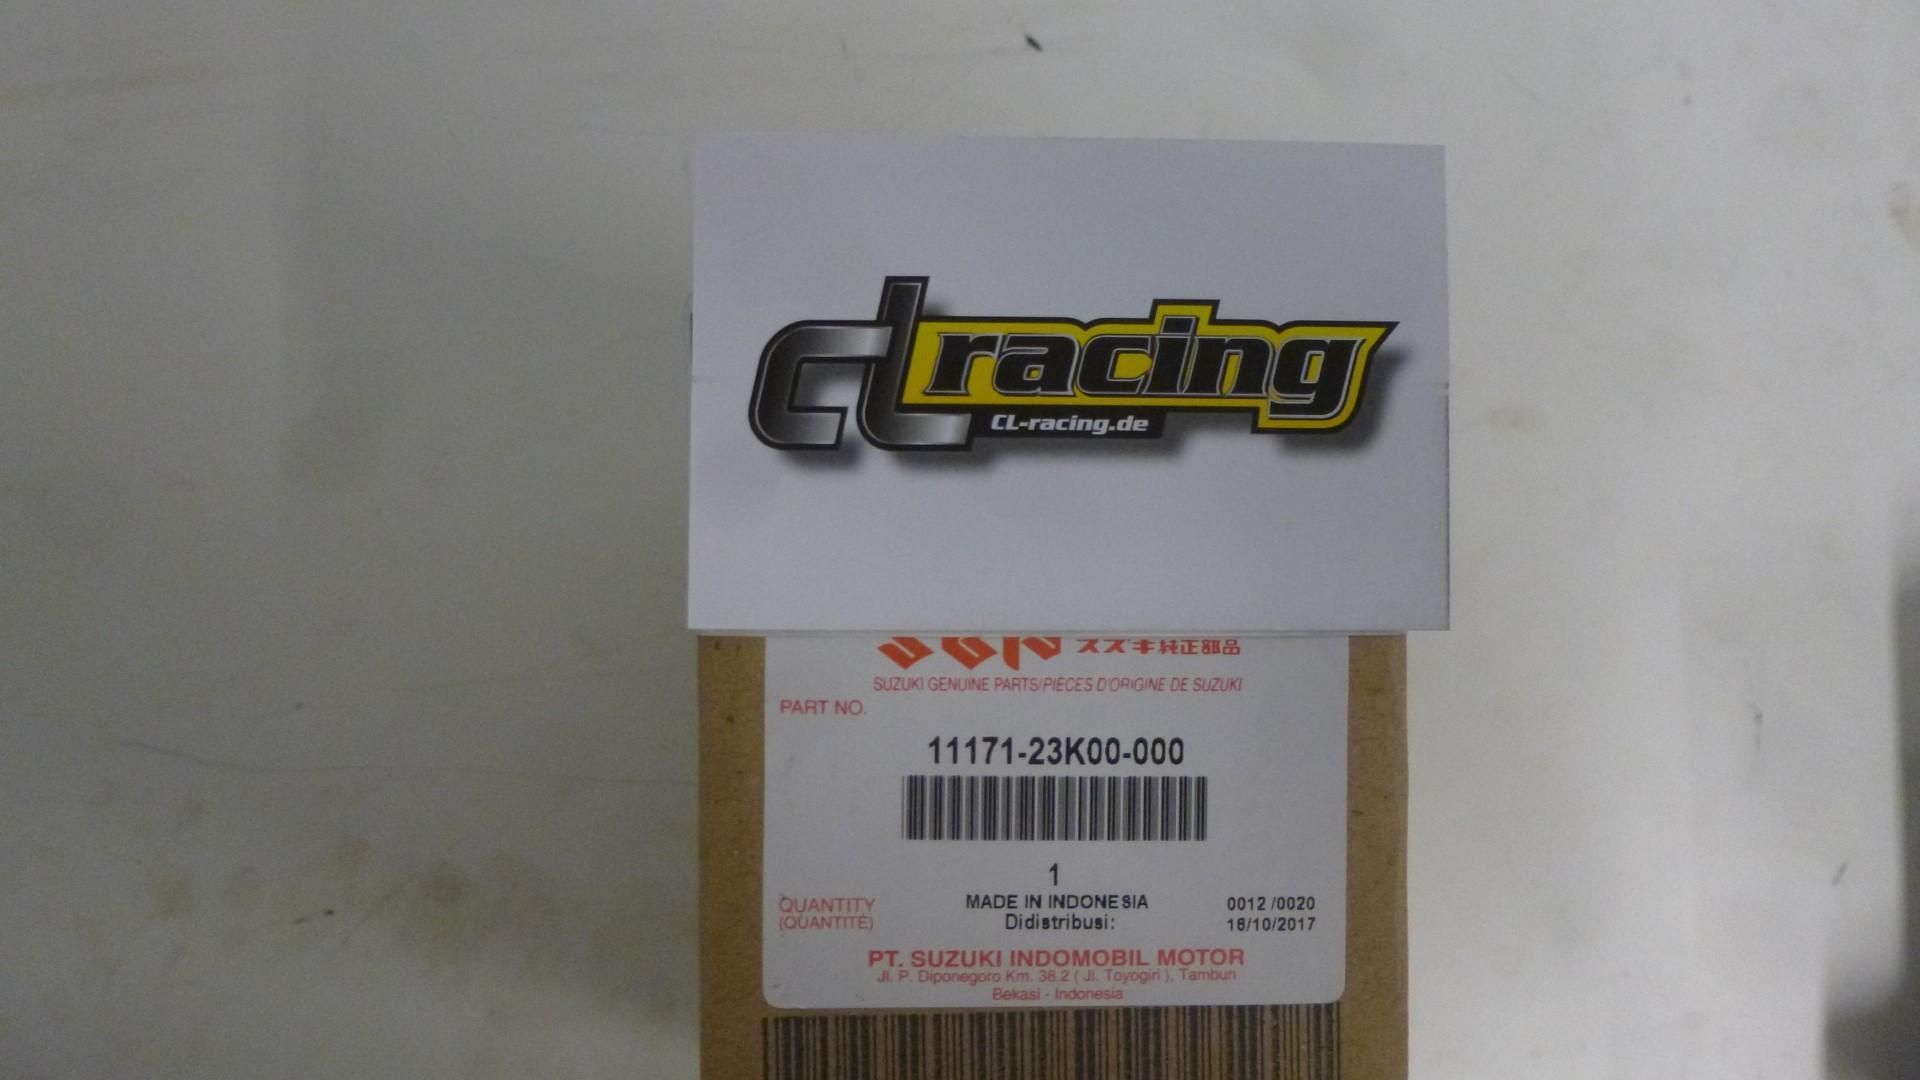 CL racing
CL-racing.de
スズキ純正部品
SUZUKI GENUINE PARTS/PIÈCES D'ORIGINE DE SUZUKI
PART NO.
11171-23K00-000
1
QUANTITY MADE IN INDONESIA 0012 /0020
(QUANTITÉ) Didistribusi: 18/10/2017
PT. SUZUKI INDOMOBIL MOTOR
Jl. P. Diponegoro Km. 38.2 ( Jl. Toyogiri ), Tambun
Bekasi - Indonesia